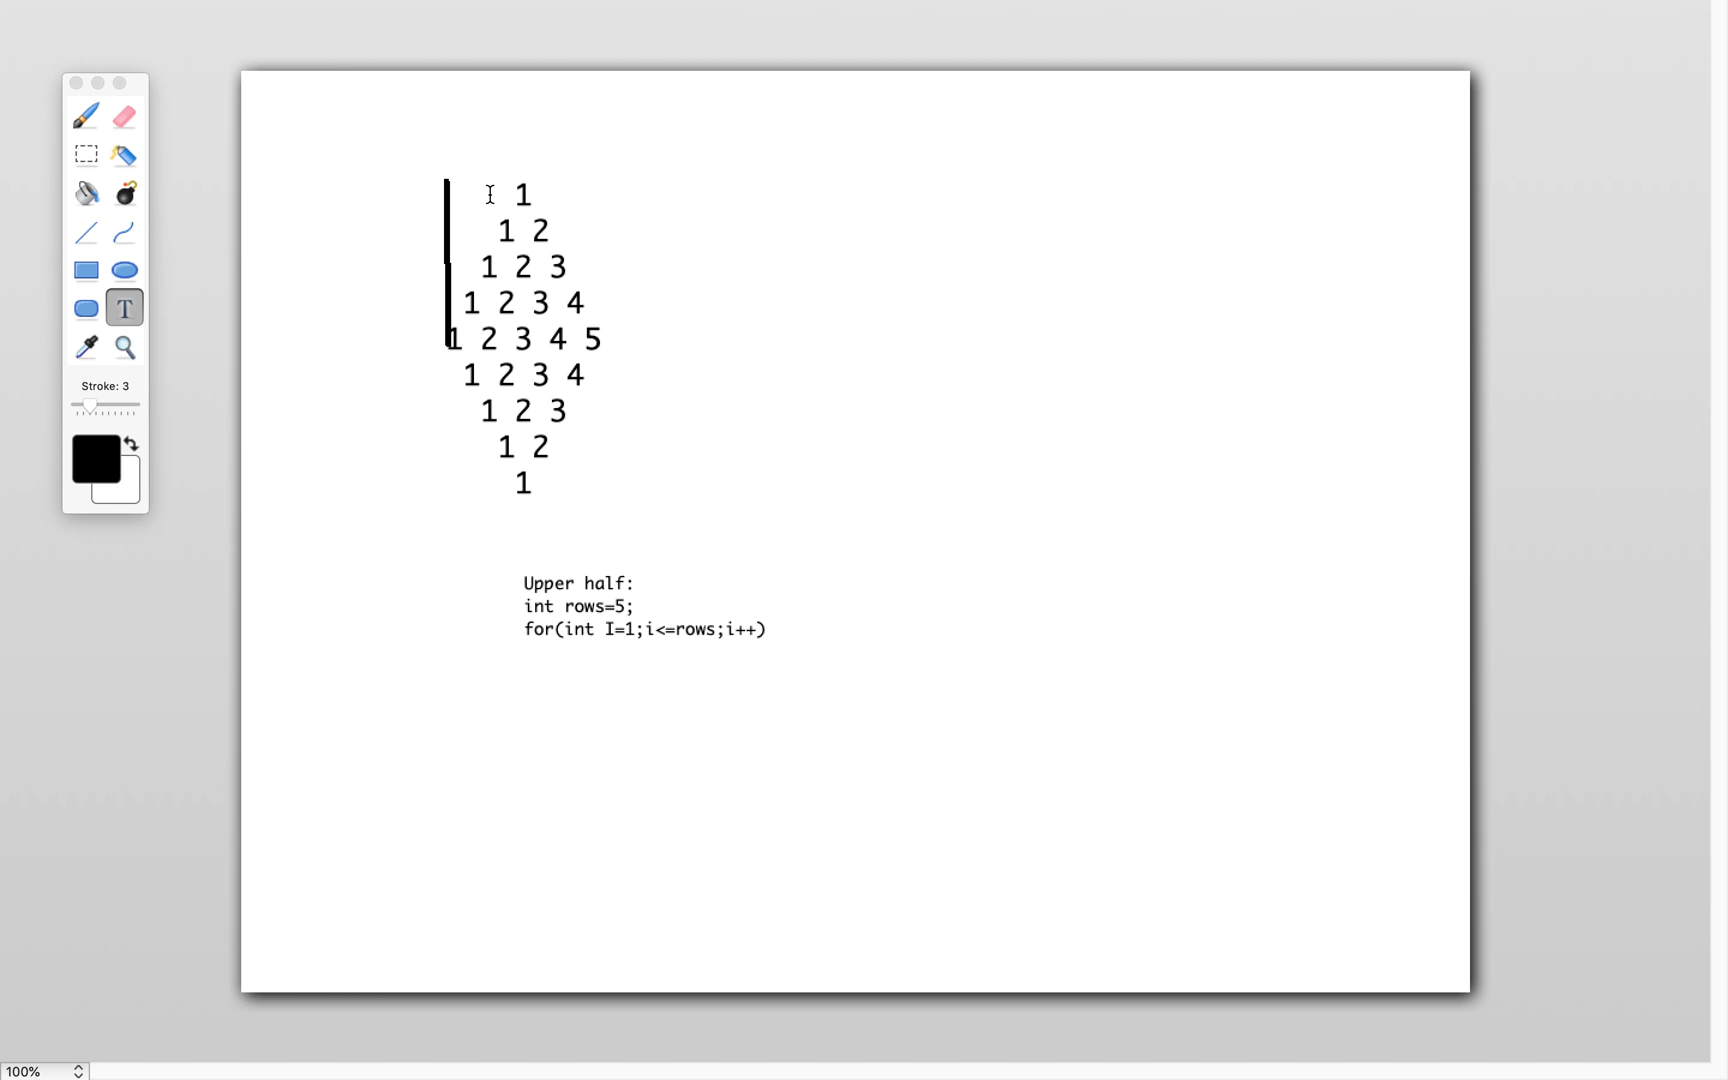 1
1 2
1 2 3
1 2 3 4
1 2 3 4 5
1 2 3 4
1 2 3
1 2
1
Upper half:
int rows=5;
for(int I=1;i<=rows;i++)
T
Stroke: 3
100%